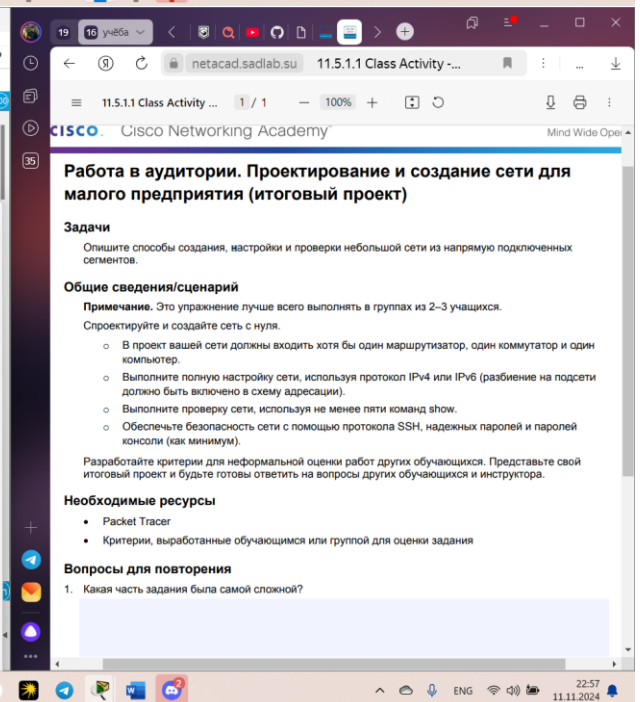 19
16 учёба
netacad.sadlab.su 11.5.1.1 Class Activity -...
11.5.1.1 Class Activity ... 1 / 1 — 100% +
35
CISCO. Cisco Networking Academy®
Mind Wide Ope
Работа в аудитории. Проектирование и создание сети для
малого предприятия (итоговый проект)
Задачи
Опишите способы создания, настройки и проверки небольшой сети из напрямую подключенных
сегментов.
Общие сведения/сценарий
Примечание. Это упражнение лучше всего выполнять в группах из 2–3 учащихся.
Спроектируйте и создайте сеть с нуля.
o В проект вашей сети должны входить хотя бы один маршрутизатор, один коммутатор и один
компьютер.
o Выполните полную настройку сети, используя протокол IPv4 или IPv6 (разбиение на подсети
должно быть включено в схему адресации).
o Выполните проверку сети, используя не менее пяти команд show.
o Обеспечьте безопасность сети с помощью протокола SSH, надежных паролей и паролей
консоли (как минимум).
Разработайте критерии для неформальной оценки работ других обучающихся. Представьте свой
итоговый проект и будьте готовы ответить на вопросы других обучающихся и инструктора.
Необходимые ресурсы
• Packet Tracer
• Критерии, выработанные обучающимся или группой для оценки задания
Вопросы для повторения
1. Какая часть задания была самой сложной?
2
ENG
22:57
11.11.2024